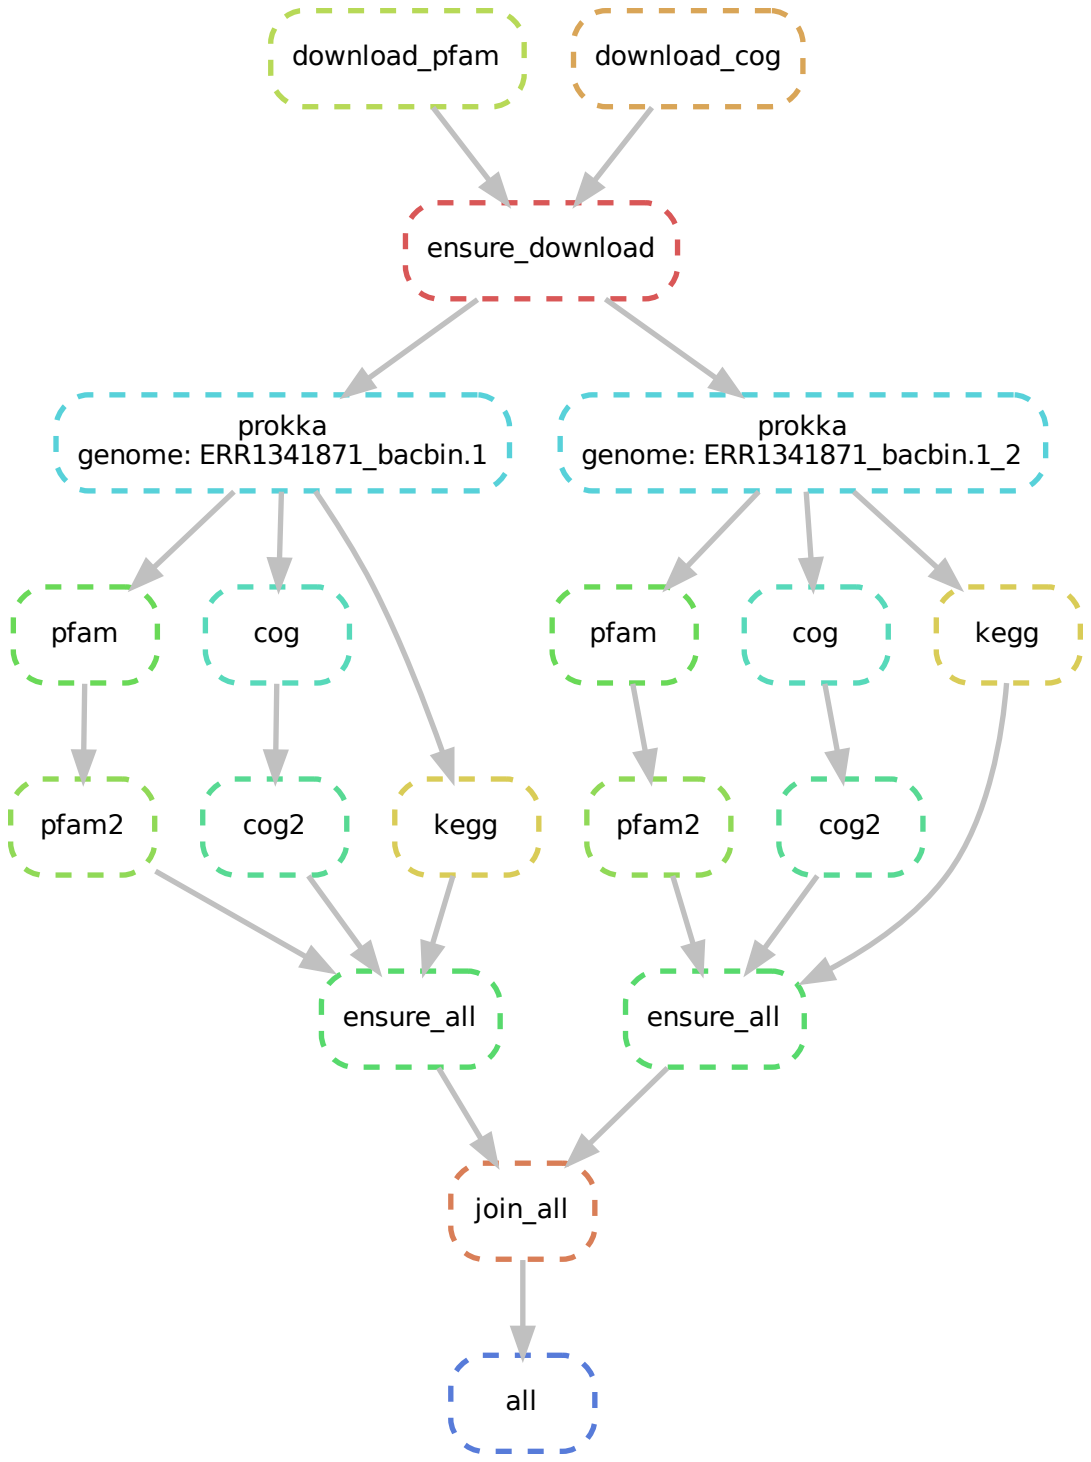 download_pfam
download_cog
ensure_download
prokka
genome: ERR1341871_bacbin.1
prokka
genome: ERR1341871_bacbin.1_2
pfam
cog
pfam
cog
kegg
pfam2
cog2
kegg
pfam2
cog2
ensure_all
ensure_all
join_all
all